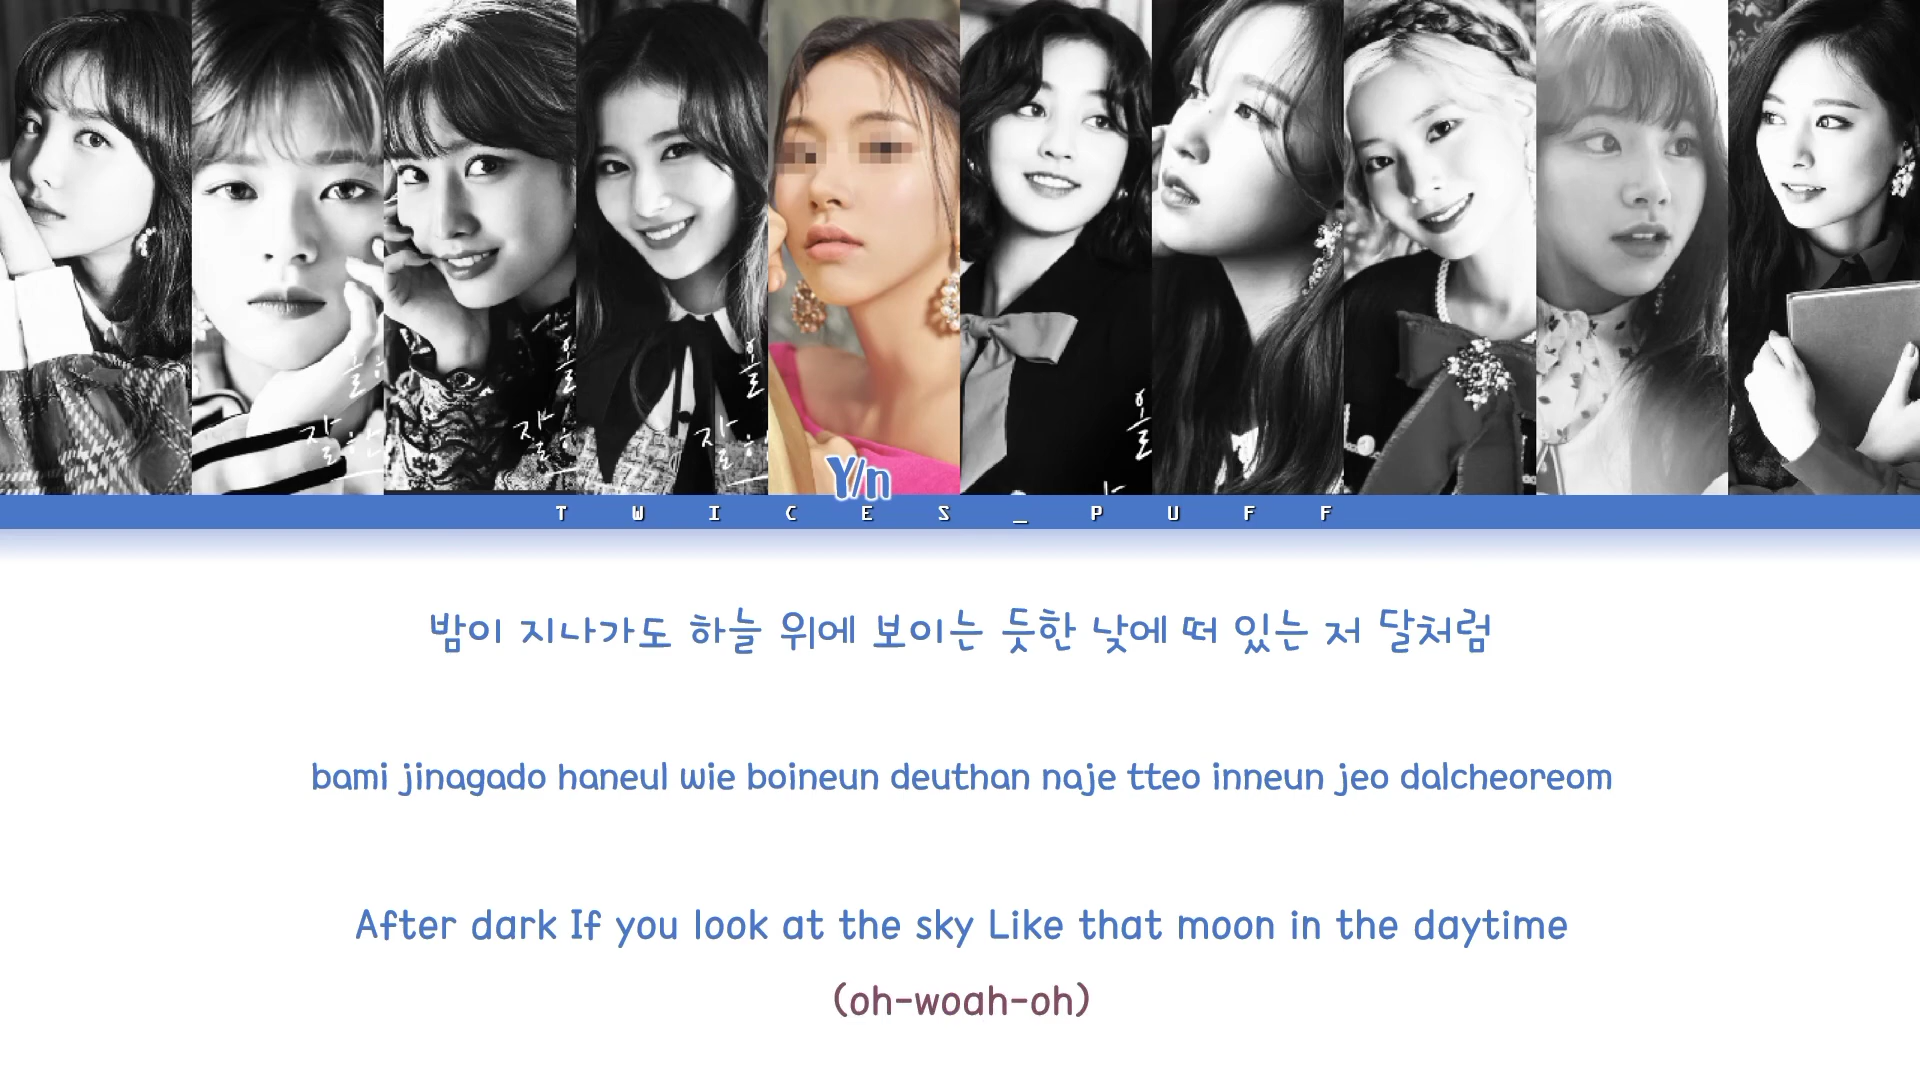 Y/n
TWICES_PUFF
밤이 지나가도 하늘 위에 보이는 듯한 낮에 떠 있는 저 달처럼
bami jinagado haneul wie boineun deuthan naje tteo inneun jeo dalcheoreom
After dark If you look at the sky Like that moon in the daytime
(oh-woah-oh)